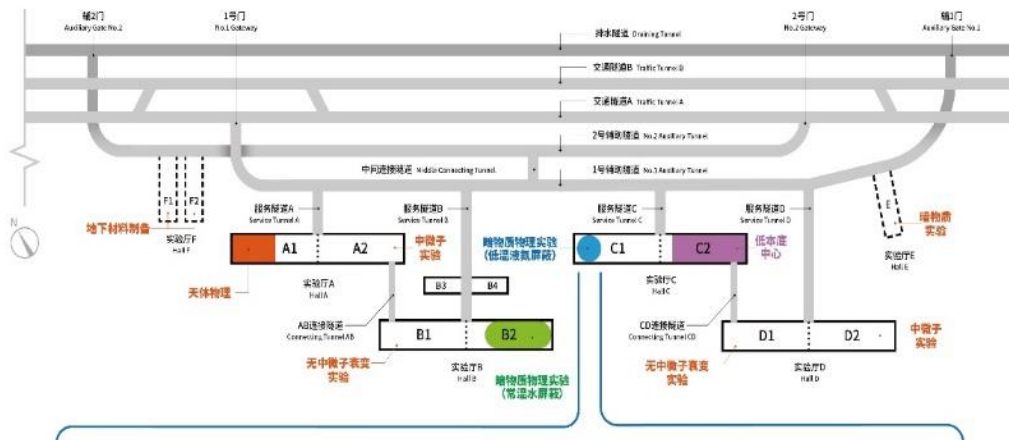 辅2门
Auxiliary Gate No.2
1号门
No.1 Gateway
2号门
No.2 Gateway
辅1门
Auxiliary Gate No.1
排水隧道 Draining Tunnel
交通隧道B Traffic Tunnel B
交通隧道A Traffic Tunnel A
2号辅助隧道 No.2 Auxiliary Tunnel
中间连接隧道 Middle Connecting Tunnel
1号辅助隧道 No.1 Auxiliary Tunnel
F1
F2
地下材料制备
实验厅F
Hall F
服务隧道A
Service Tunnel A
服务隧道B
Service Tunnel B
服务隧道C
Service Tunnel C
服务隧道D
Service Tunnel D
E
暗物质
实验
实验厅E
Hall E
N
A1
A2
中微子
实验
暗物质物理实验
(低温液氮屏蔽)
C1
C2
低本底
中心
天体物理
实验厅A
Hall A
B3
B4
实验厅C
Hall C
AB连接隧道
Connecting Tunnel AB
B1
B2
CD连接隧道
Connecting Tunnel CD
D1
D2
中微子
实验
无中微子衰变
实验
实验厅B
Hall B
暗物质物理实验
(常温水屏蔽)
无中微子衰变
实验
实验厅D
Hall D